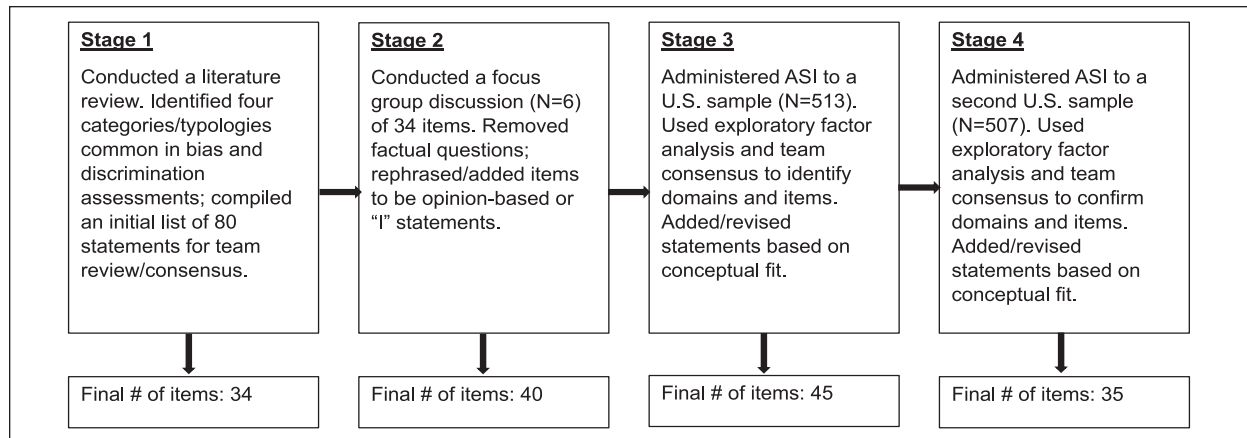 Stage 1
Conducted a literature
review. Identified four
categories/typologies
common in bias and
discrimination
assessments; compiled
an initial list of 80
statements for team
review/consensus.
Final # of items: 34
Stage 2
Conducted a focus
group discussion (N=6)
of 34 items. Removed
factual questions;
rephrased/added items
to be opinion-based or
“I” statements.
Final # of items: 40
Stage 3
Administered ASI to a
U.S. sample (N=513).
Used exploratory factor
analysis and team
consensus to identify
domains and items.
Added/revised
statements based on
conceptual fit.
Final # of items: 45
Stage 4
Administered ASI to a
second U.S. sample
(N=507). Used
exploratory factor
analysis and team
consensus to confirm
domains and items.
Added/revised
statements based on
conceptual fit.
Final # of items: 35